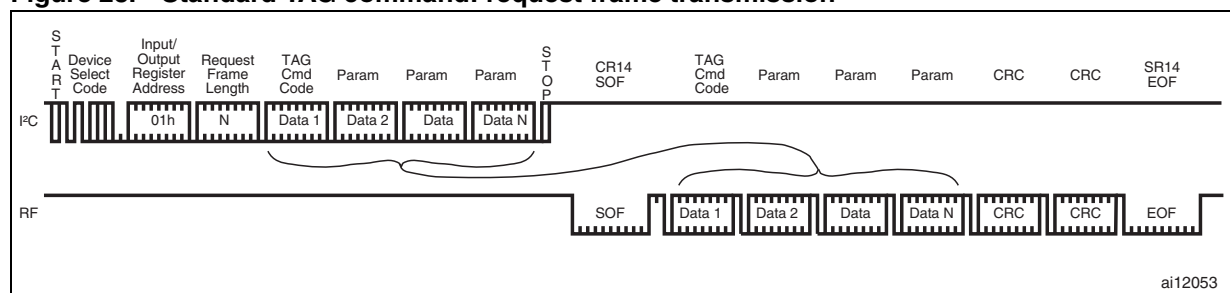 Standard TAG command: request frame transmission
START
Device Select Code
Input/ Output Register Address
Request Frame Length
TAG Cmd Code
Param
Param
Param
STOP
CR14 SOF
TAG Cmd Code
Param
Param
Param
CRC
CRC
SR14 EOF
I²C
01h
N
Data 1
Data 2
Data
Data N
RF
SOF
Data 1
Data 2
Data
Data N
CRC
CRC
EOF
ai12053